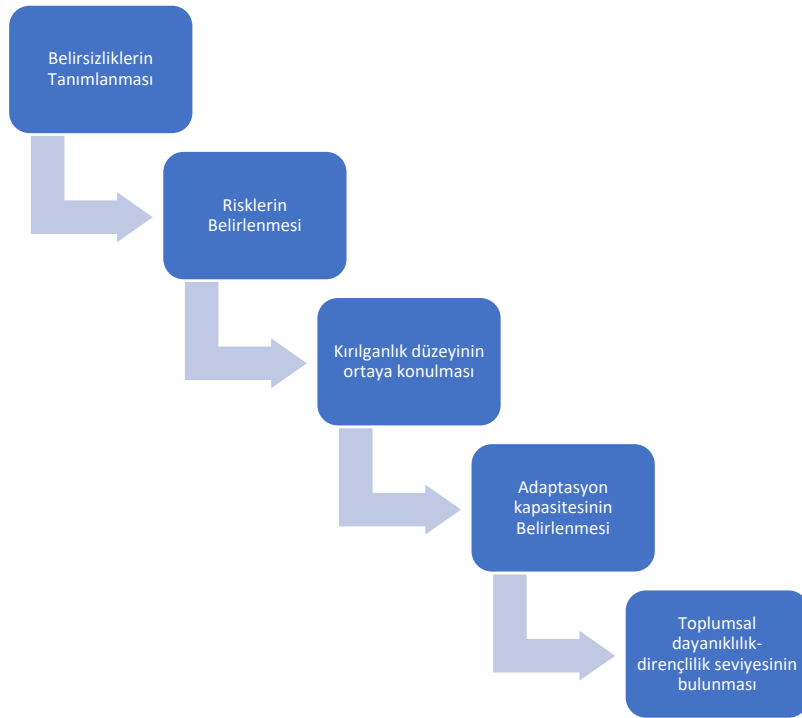 Belirsizliklerin
Tanımlanması
Risklerin
Belirlenmesi
Kırılganlık düzeyinin
ortaya konulması
Adaptasyon
kapasitesinin
Belirlenmesi
Toplumsal
dayanıklılık-
dirençlilik seviyesinin
bulunması